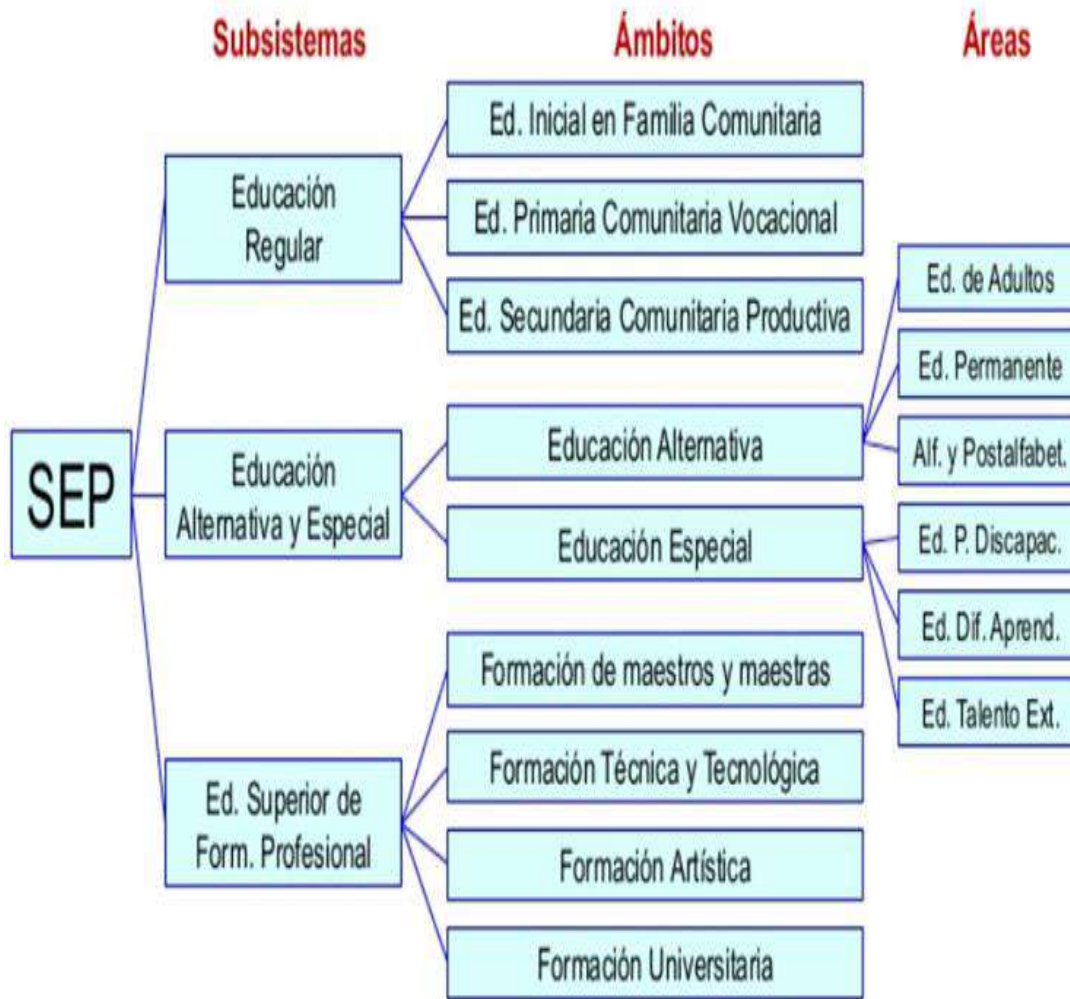 Subsistemas
Ámbitos
Áreas
SEP
Educación
Regular
Ed. Inicial en Familia Comunitaria
Ed. Primaria Comunitaria Vocacional
Ed. Secundaria Comunitaria Productiva
Educación
Alternativa y Especial
Educación Alternativa
Ed. de Adultos
Ed. Permanente
Alf. y Postalfabet.
Educación Especial
Ed. P. Discapac.
Ed. Dif. Aprend.
Ed. Talento Ext.
Ed. Superior de
Form. Profesional
Formación de maestros y maestras
Formación Técnica y Tecnológica
Formación Artística
Formación Universitaria